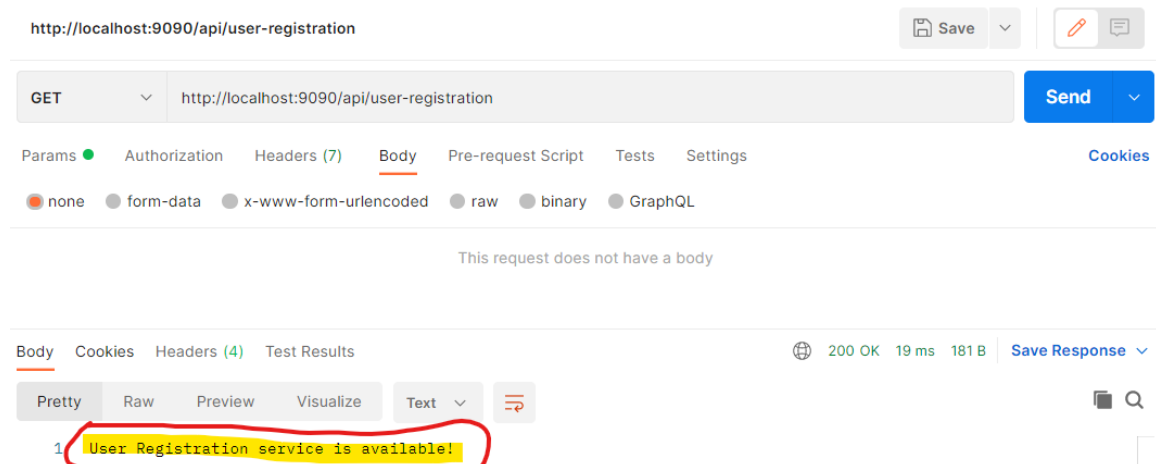 http://localhost:9090/api/user-registration Save
GET http://localhost:9090/api/user-registration Send
Params Authorization Headers (7) Body Pre-request Script Tests Settings Cookies
none form-data x-www-form-urlencoded raw binary GraphQL
This request does not have a body
Body Cookies Headers (4) Test Results 200 OK 19 ms 181 B Save Response
Pretty Raw Preview Visualize Text
1 User Registration service is available!